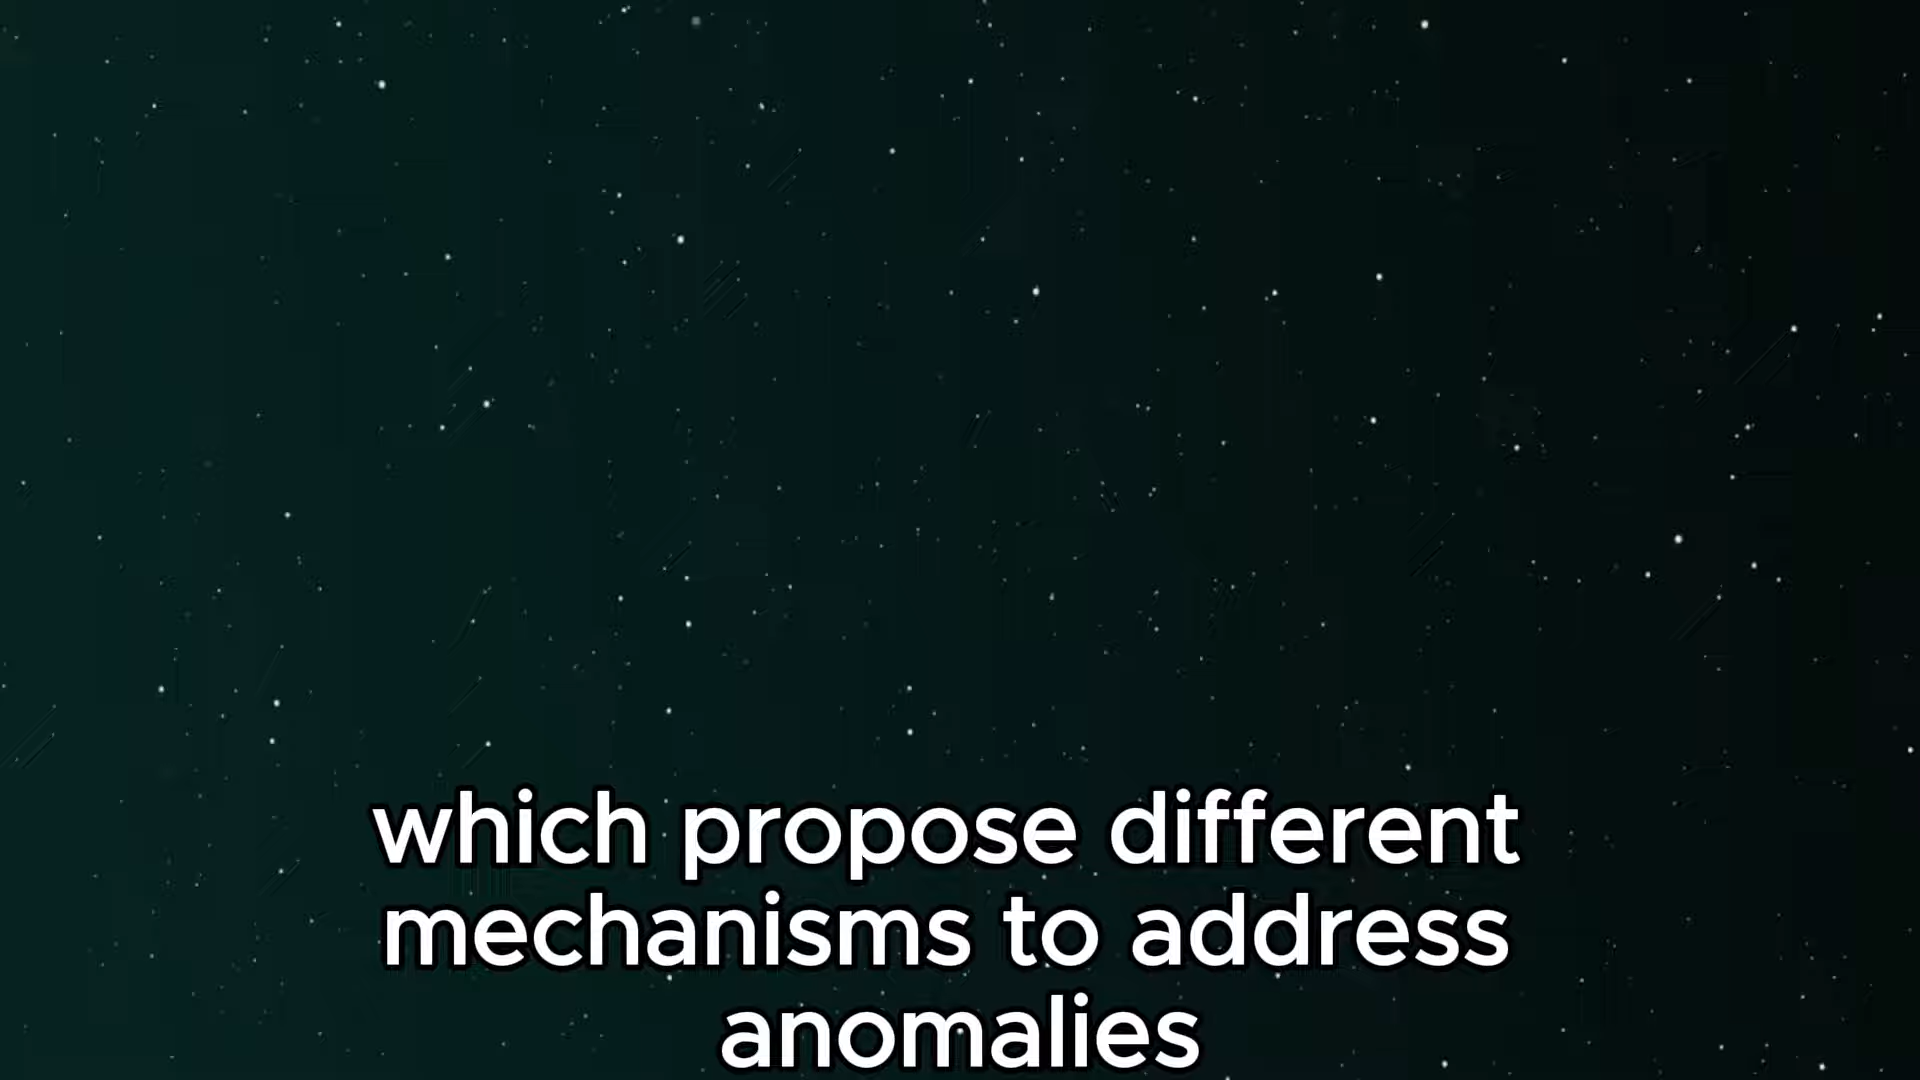 which propose different
mechanisms to address
anomalies